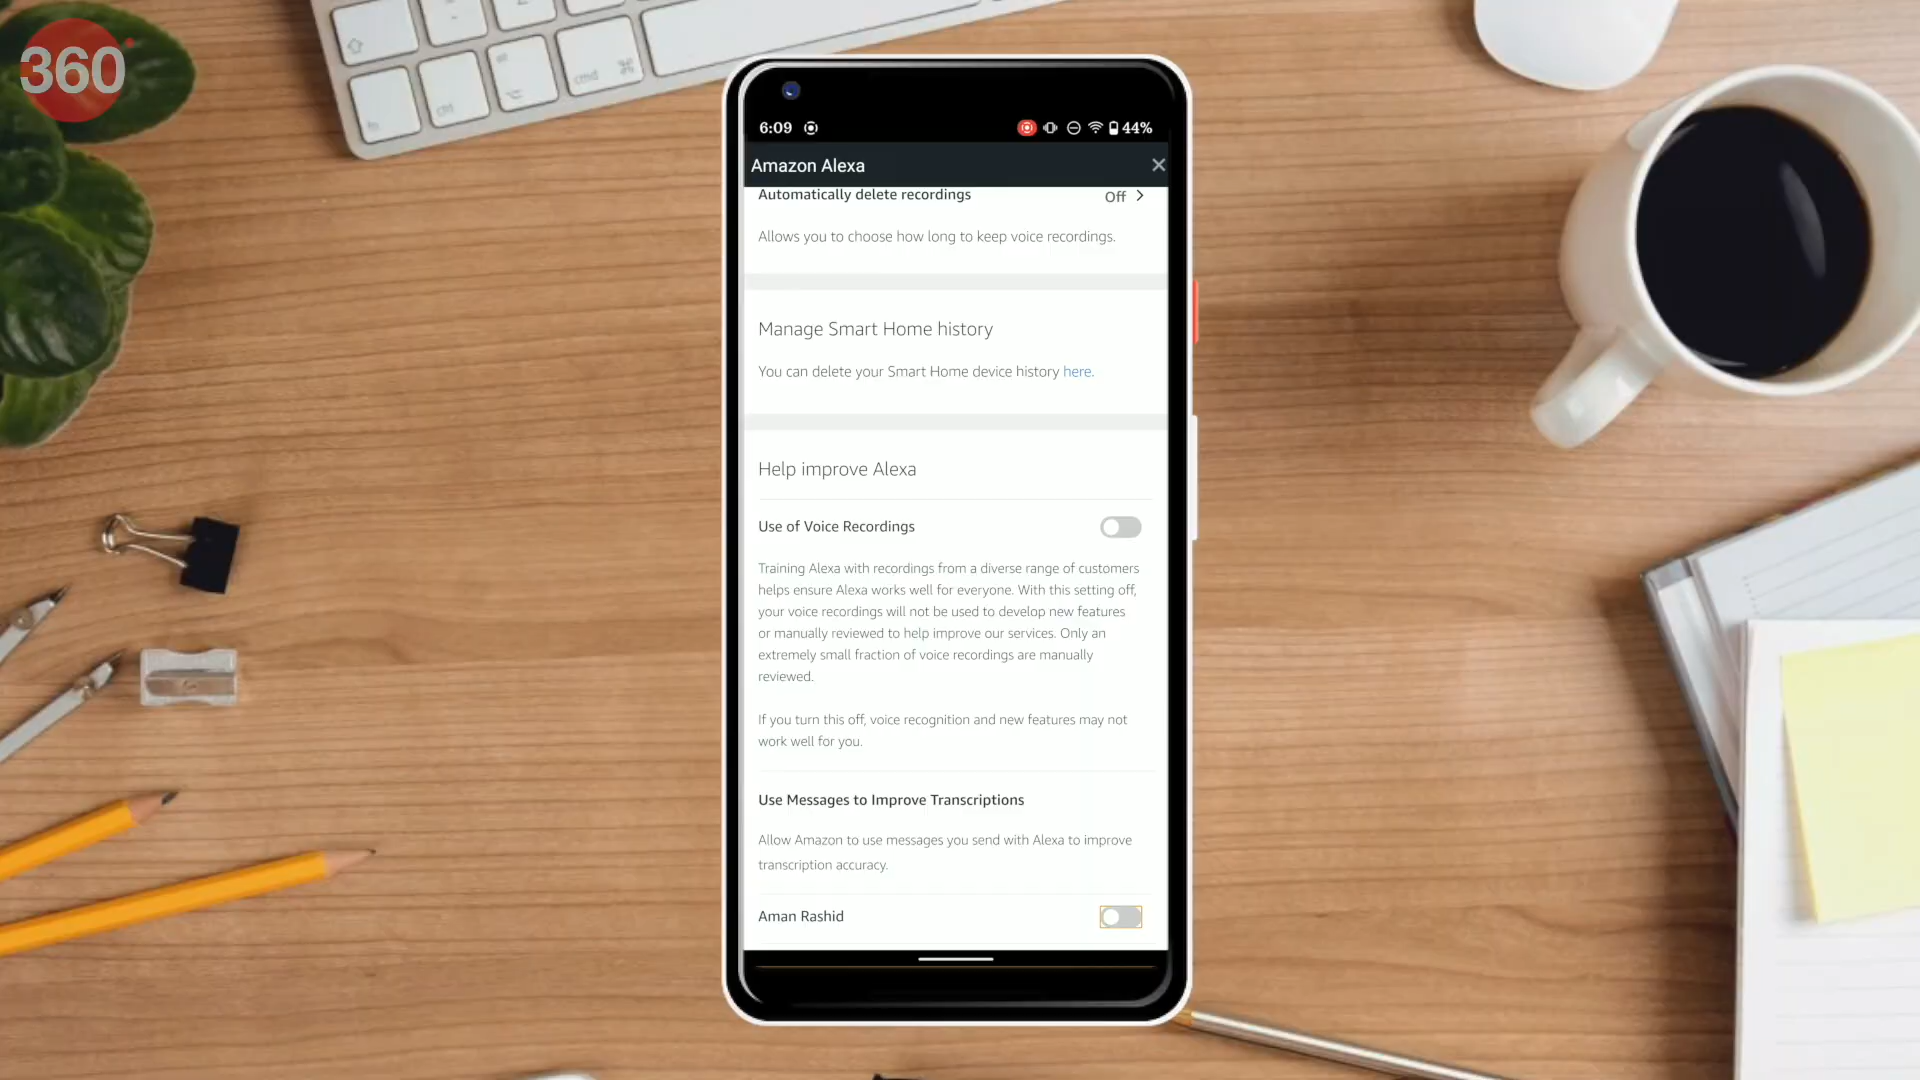 360
6:09
44%
Amazon Alexa
Automatically delete recordings
Off
Allows you to choose how long to keep voice recordings.
Manage Smart Home history
You can delete your Smart Home device history here.
Help improve Alexa
Use of Voice Recordings
Training Alexa with recordings from a diverse range of customers
helps ensure Alexa works well for everyone. With this setting off,
your voice recordings will not be used to develop new features
or manually reviewed to help improve our services. Only an
extremely small fraction of voice recordings are manually
reviewed.
If you turn this off, voice recognition and new features may not
work well for you.
Use Messages to Improve Transcriptions
Allow Amazon to use messages you send with Alexa to improve
transcription accuracy.
Aman Rashid
cmd